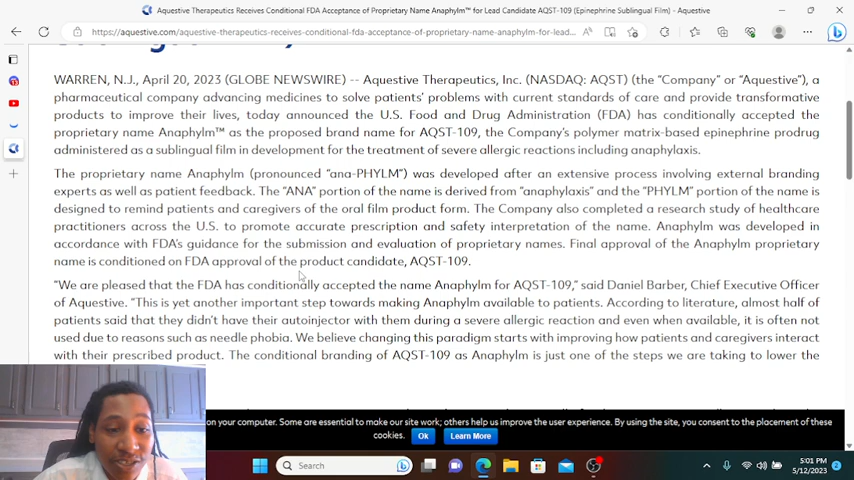 Aquestive Therapeutics Receives Conditional FDA Acceptance of Proprietary Name Anaphylm™ for Lead Candidate AQST-109 (Epinephrine Sublingual Film) - Aquestive
https://aquestive.com/aquestive-therapeutics-receives-conditional-fda-acceptance-of-proprietary-name-anaphylm-for-lead...
WARREN, N.J., April 20, 2023 (GLOBE NEWSWIRE) -- Aquestive Therapeutics, Inc. (NASDAQ: AQST) (the "Company" or "Aquestive"), a
pharmaceutical company advancing medicines to solve patients' problems with current standards of care and provide transformative
products to improve their lives, today announced the U.S. Food and Drug Administration (FDA) has conditionally accepted the
proprietary name Anaphylm™ as the proposed brand name for AQST-109, the Company's polymer matrix-based epinephrine prodrug
administered as a sublingual film in development for the treatment of severe allergic reactions including anaphylaxis.
The proprietary name Anaphylm (pronounced "ana-PHYLM") was developed after an extensive process involving external branding
experts as well as patient feedback. The "ANA" portion of the name is derived from "anaphylaxis" and the "PHYLM" portion of the name is
designed to remind patients and caregivers of the oral film product form. The Company also completed a research study of healthcare
practitioners across the U.S. to promote accurate prescription and safety interpretation of the name. Anaphylm was developed in
accordance with FDA's guidance for the submission and evaluation of proprietary names. Final approval of the Anaphylm proprietary
name is conditioned on FDA approval of the product candidate, AQST-109.
"We are pleased that the FDA has conditionally accepted the name Anaphylm for AQST-109," said Daniel Barber, Chief Executive Officer
of Aquestive. "This is yet another important step towards making Anaphylm available to patients. According to literature, almost half of
patients said that they didn't have their autoinjector with them during a severe allergic reaction and even when available, it is often not
used due to reasons such as needle phobia. We believe changing this paradigm starts with improving how patients and caregivers interact
with their prescribed product. The conditional branding of AQST-109 as Anaphylm is just one of the steps we are taking to lower the
on your computer. Some are essential to make our site work; others help us improve the user experience. By using the site, you consent to the placement of these
cookies. Ok Learn More
Search
5:01 PM
5/12/2023